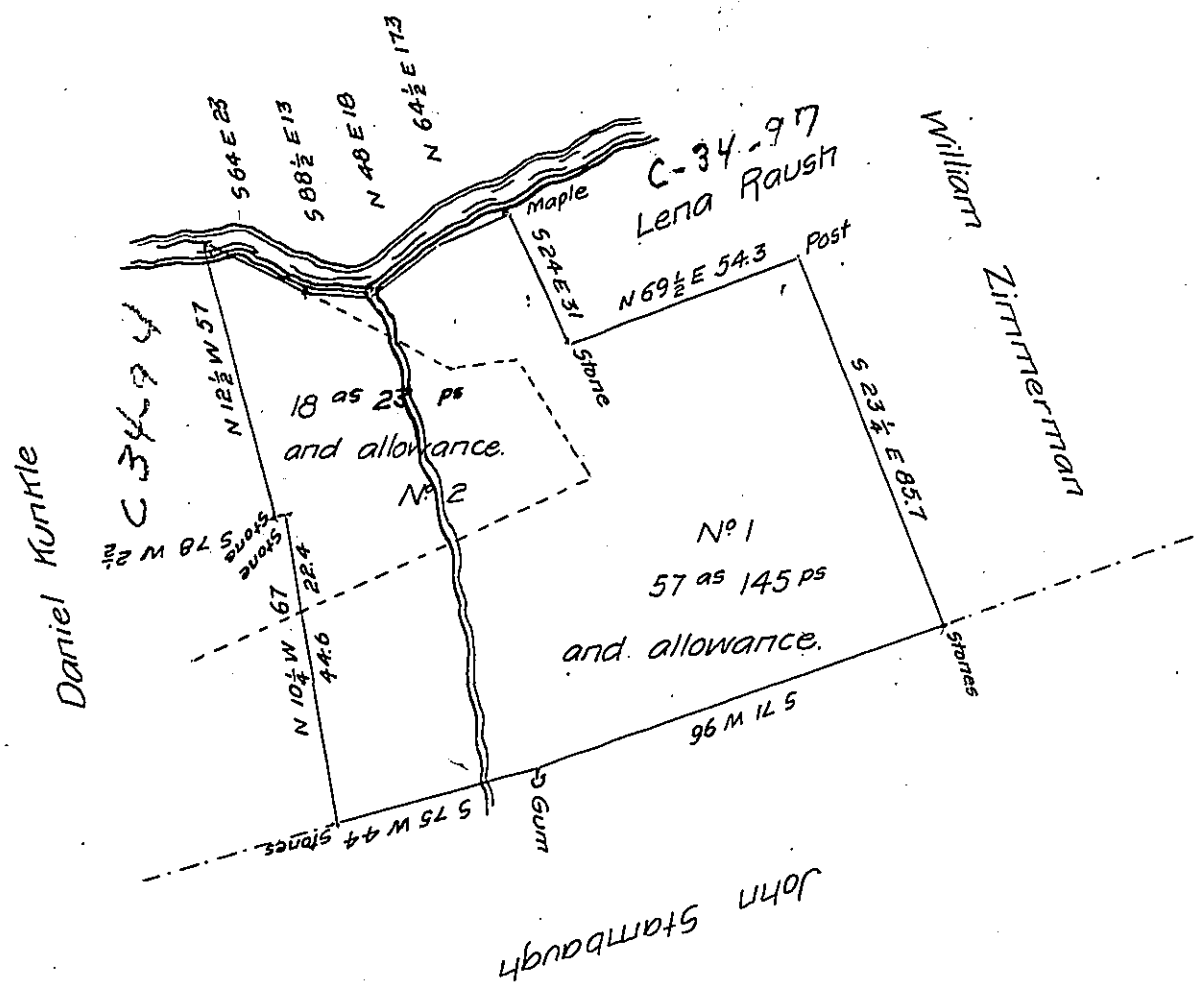 S 64 E 23
S 88½ E 13
N 48 E 18
N 64½ E 173
C-34-97
Lena Raush
William Zimmerman
Maple
S 24 E 31
N 69½ E 54.3
Post
Stone
S 23¼ E 85.7
C 34-94
N 12½ W 57
Daniel Kunkle
18 as 23 ps
and allowance.
No 2
S 78 W 2½
Stone
Stone
N 10¼ W 67
22.4
44.6
No 1
57 as 145 ps
and allowance.
Stones
S 71 W 96
Gum
S 75 W 44
Stones
John Stambaugh